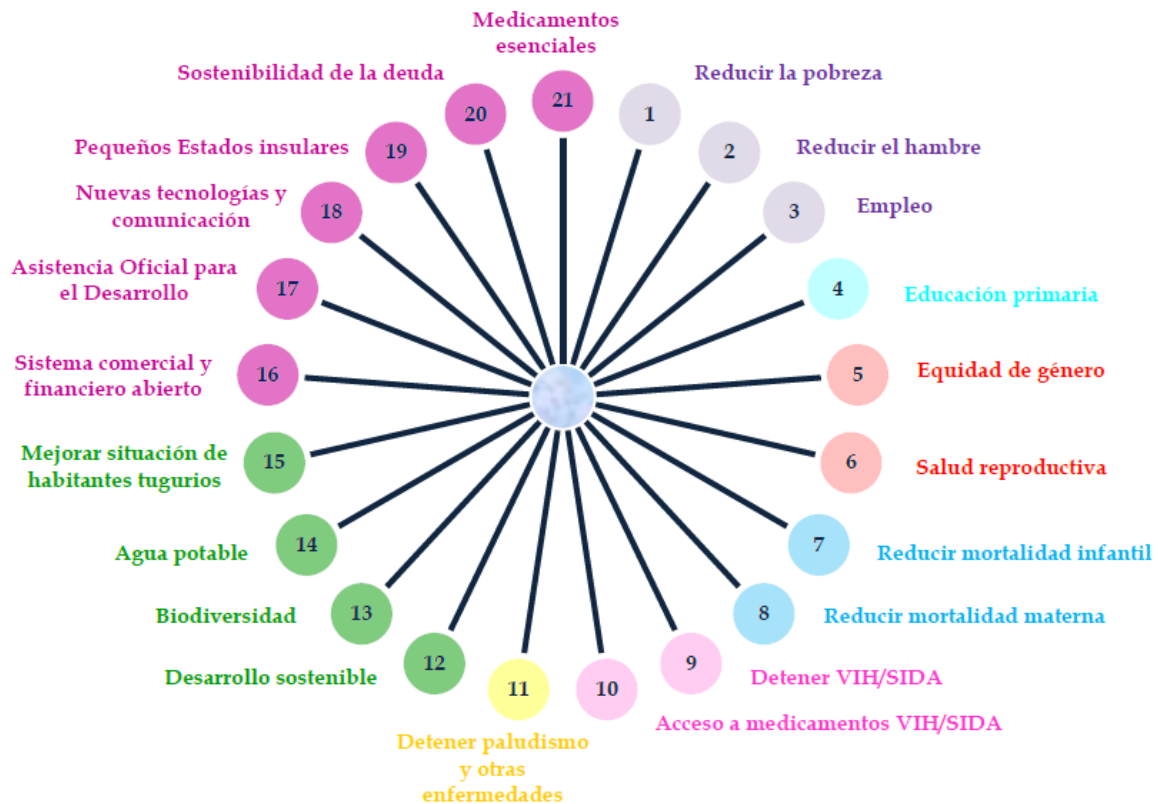 21
Medicamentos
esenciales
1
Reducir la pobreza
2
Reducir el hambre
3
Empleo
4
Educación primaria
5
Equidad de género
6
Salud reproductiva
7
Reducir mortalidad infantil
8
Reducir mortalidad materna
9
Detener VIH/SIDA
10
Acceso a medicamentos VIH/SIDA
11
Detener paludismo
y otras
enfermedades
12
Desarrollo sostenible
13
Biodiversidad
14
Agua potable
15
Mejorar situación de
habitantes tugurios
16
Sistema comercial y
financiero abierto
17
Asistencia Oficial para
el Desarrollo
18
Nuevas tecnologías y
comunicación
19
Pequeños Estados insulares
20
Sostenibilidad de la deuda